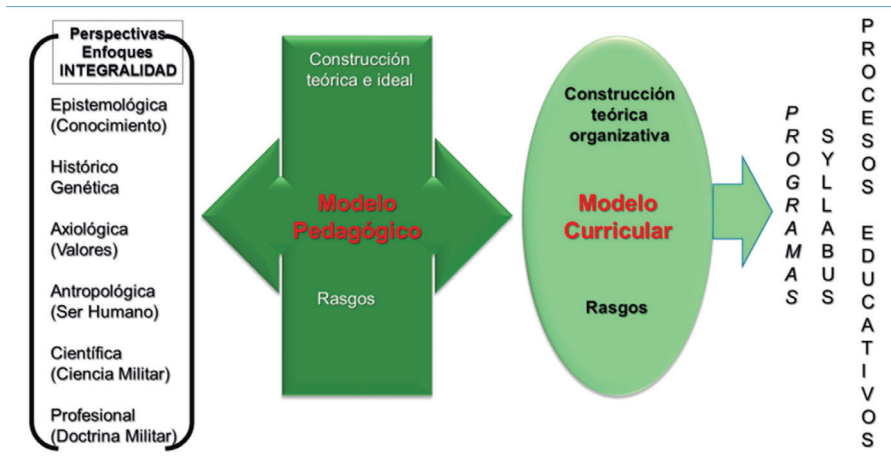 Perspectivas
Enfoques
INTEGRALIDAD
Epistemológica
(Conocimiento)
Histórico
Genética
Axiológica
(Valores)
Antropológica
(Ser Humano)
Científica
(Ciencia Militar)
Profesional
(Doctrina Militar)
Construcción
teórica e ideal
Modelo
Pedagógico
Rasgos
Construcción
teórica
organizativa
Modelo
Curricular
Rasgos
PROGRAMAS
SYLLABUS
PROCESOS EDUCATIVOS